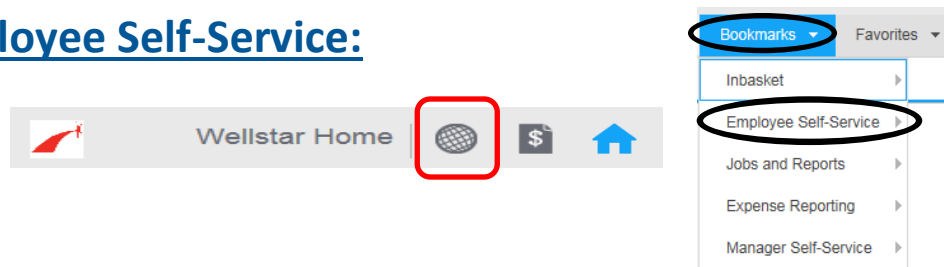 loyee Self-Service:
Wellstar Home
$
Bookmarks Favorites
Inbasket
Employee Self-Service
Jobs and Reports
Expense Reporting
Manager Self-Service